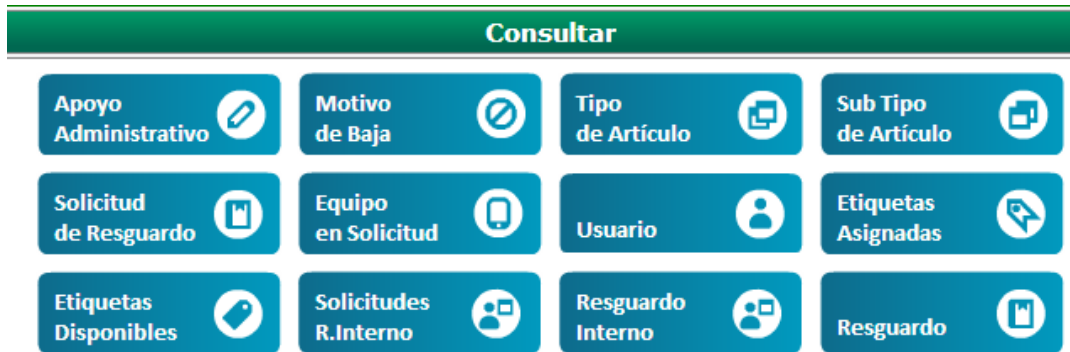 Consultar
Apoyo
Administrativo
Motivo
de Baja
Tipo
de Artículo
Sub Tipo
de Artículo
Solicitud
de Resguardo
Equipo
en Solicitud
Usuario
Etiquetas
Asignadas
Etiquetas
Disponibles
Solicitudes
R.Interno
Resguardo
Interno
Resguardo